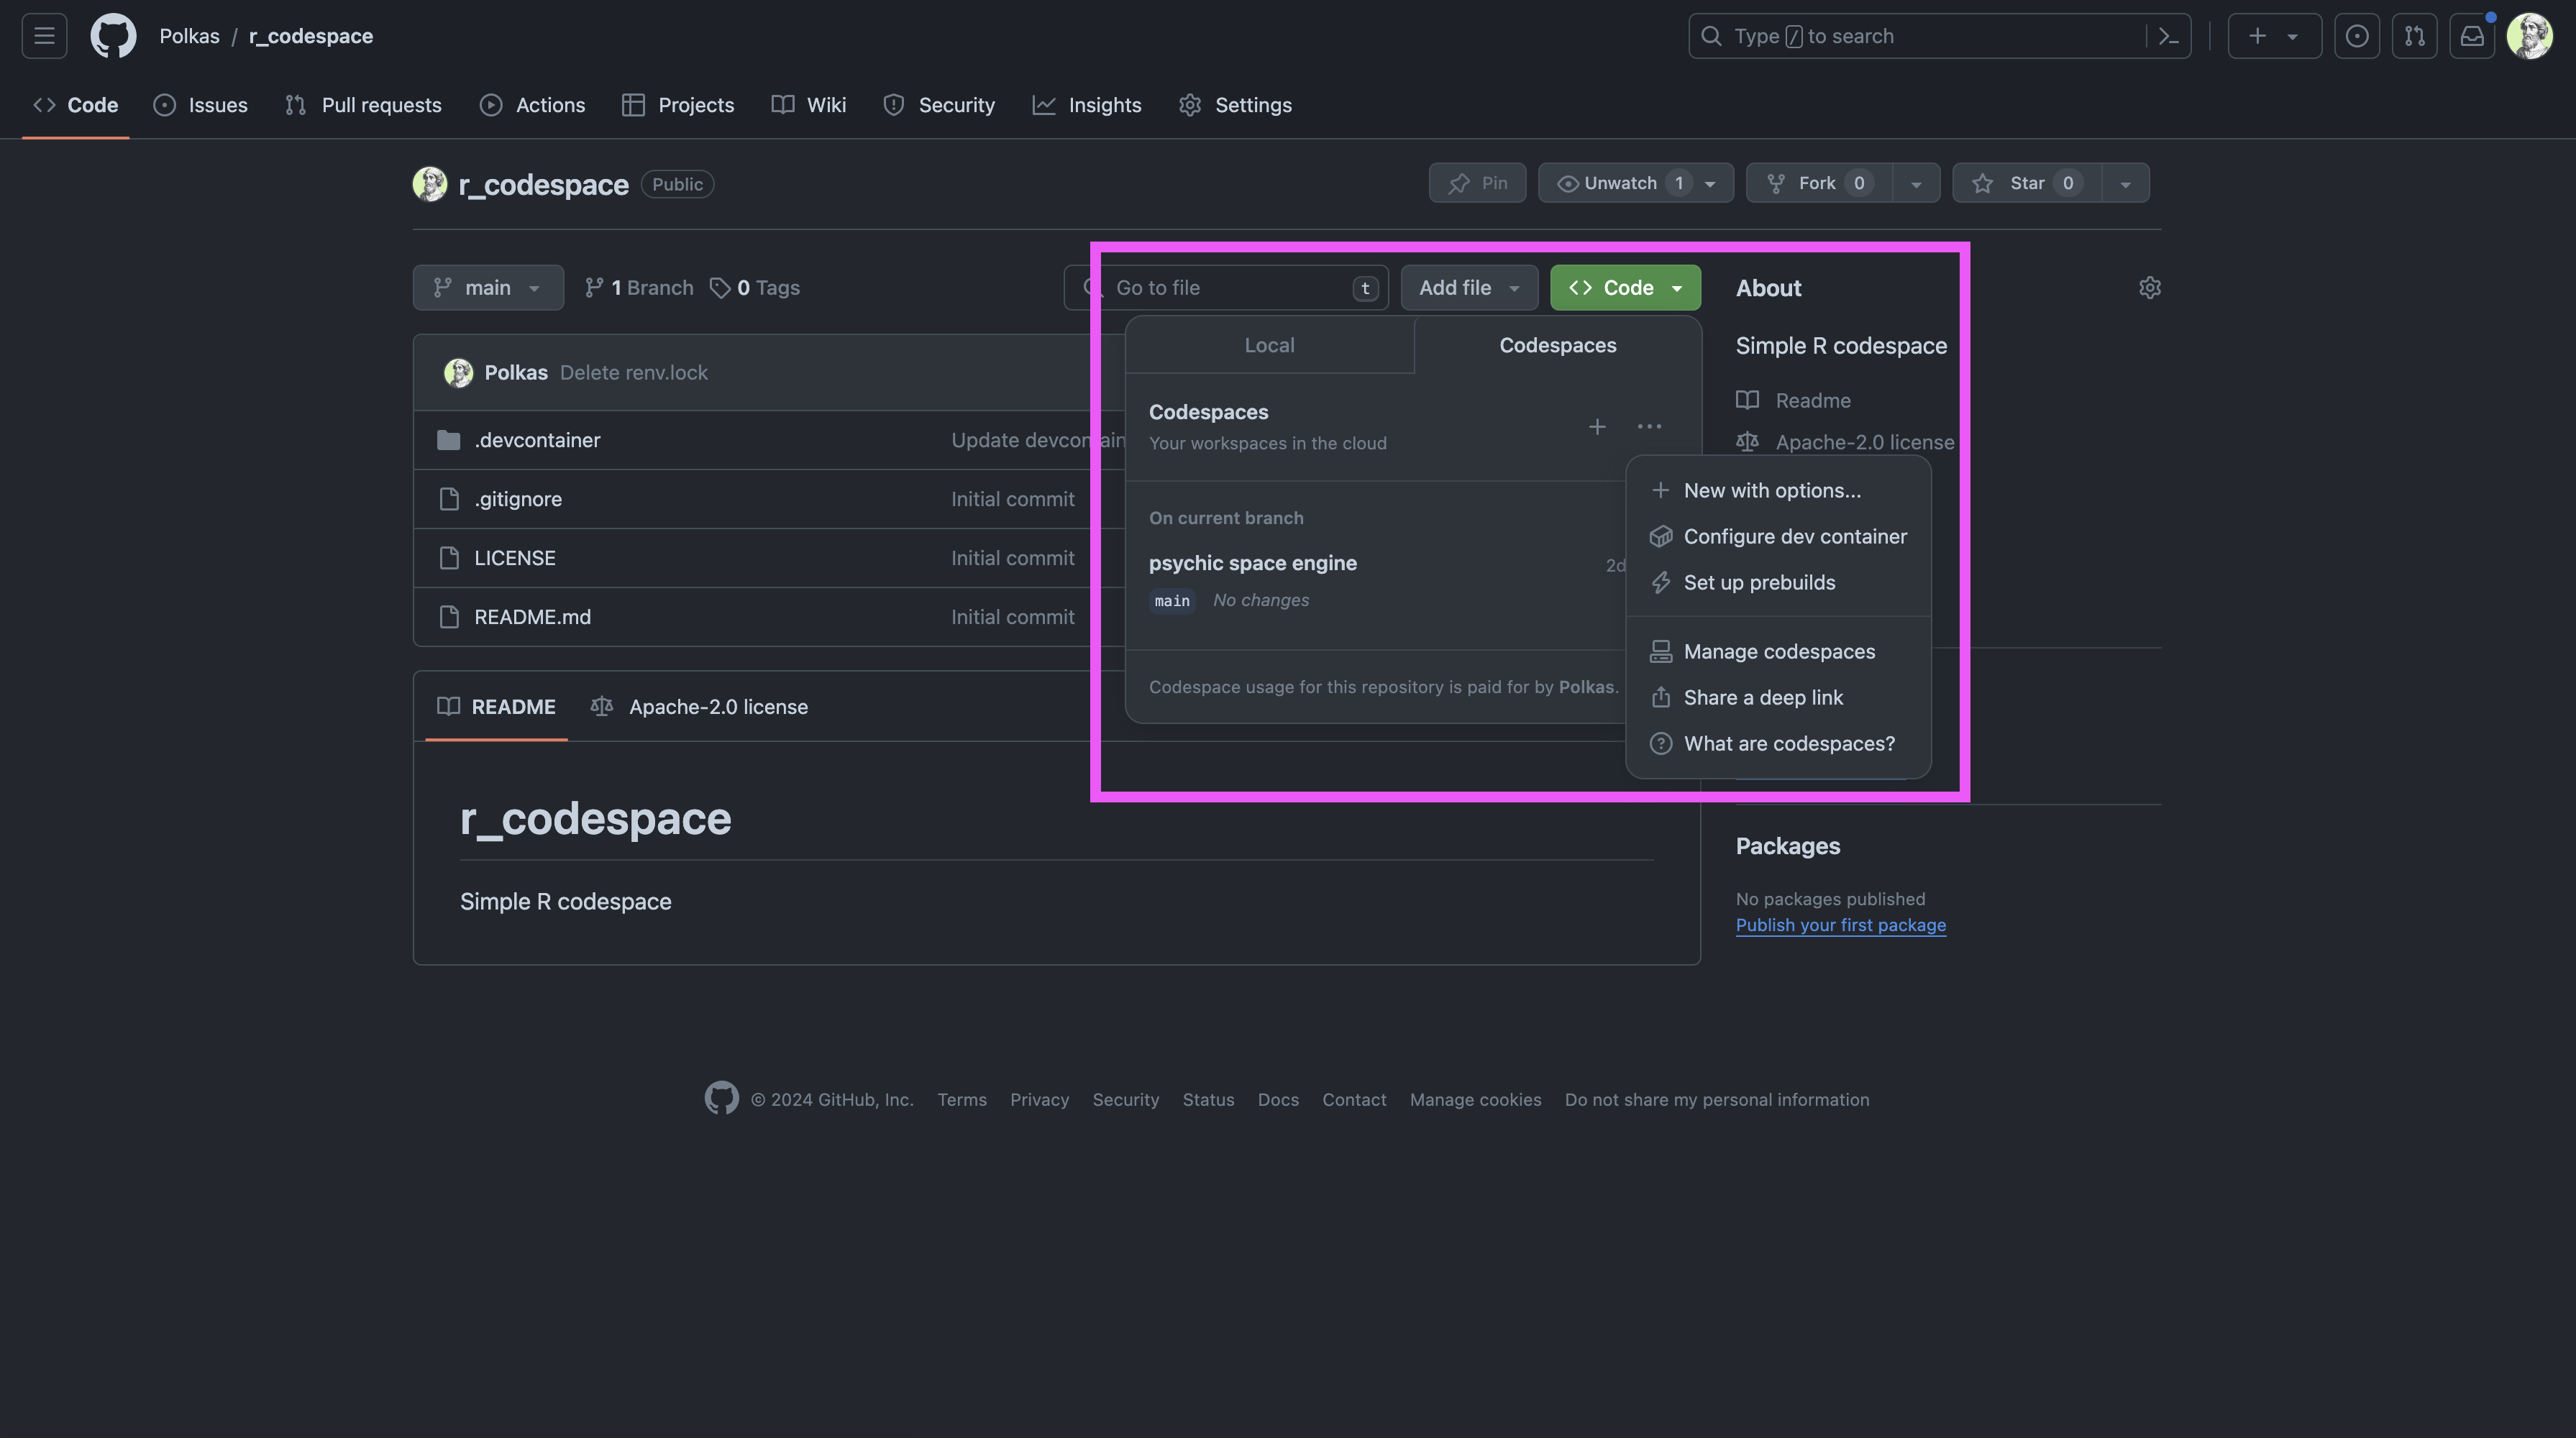 Polkas / r_codespace
Type / to search
Code Issues Pull requests Actions Projects Wiki Security Insights Settings
r_codespace Public
Pin Unwatch 1 Fork 0 Star 0
main 1 Branch 0 Tags
Go to file t Add file Code
Local Codespaces
Codespaces
Your workspaces in the cloud
On current branch
psychic space engine 2d
main No changes
Codespace usage for this repository is paid for by Polkas.
New with options...
Configure dev container
Set up prebuilds
Manage codespaces
Share a deep link
What are codespaces?
Polkas Delete renv.lock
.devcontainer Update devcontain
.gitignore Initial commit
LICENSE Initial commit
README.md Initial commit
README Apache-2.0 license
r_codespace
Simple R codespace
About
Simple R codespace
Readme
Apache-2.0 license
Packages
No packages published
Publish your first package
© 2024 GitHub, Inc. Terms Privacy Security Status Docs Contact Manage cookies Do not share my personal information